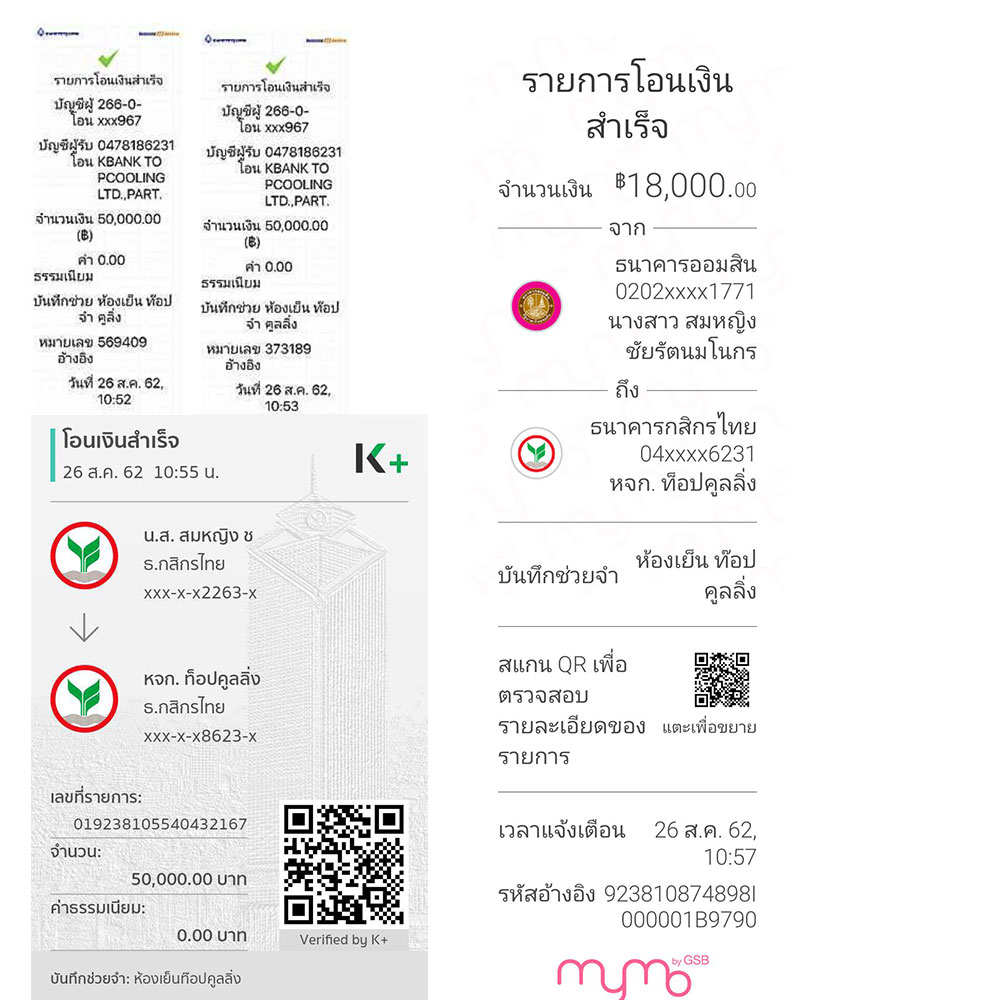 รายการโอนเงินสำเร็จ
บัญชีผู้ 266-0-
โอน xxx967
บัญชีผู้รับ 0478186231
โอน KBANK TO
PCOOLING
LTD.,PART.
จำนวนเงิน 50,000.00
(฿)
ค่า 0.00
ธรรมเนียม
บันทึกช่วย ห้องเย็น ท๊อป
จำ คูลลิ่ง
หมายเลข 569409
อ้างอิง
วันที่ 26 ส.ค. 62,
10:52
รายการโอนเงินสำเร็จ
บัญชีผู้ 266-0-
โอน xxx967
บัญชีผู้รับ 0478186231
โอน KBANK TO
PCOOLING
LTD.,PART.
จำนวนเงิน 50,000.00
(฿)
ค่า 0.00
ธรรมเนียม
บันทึกช่วย ห้องเย็น ท๊อป
จำ คูลลิ่ง
หมายเลข 373189
อ้างอิง
วันที่ 26 ส.ค. 62,
10:53
โอนเงินสำเร็จ
26 ส.ค. 62 10:55 น.
K+
น.ส. สมหญิง ช
ธ.กสิกรไทย
xxx-x-x2263-x
หจก. ท็อปคูลลิ่ง
ธ.กสิกรไทย
xxx-x-x8623-x
เลขที่รายการ:
019238105540432167
จำนวน:
50,000.00 บาท
ค่าธรรมเนียม:
0.00 บาท
Verified by K+
บันทึกช่วยจำ: ห้องเย็นท๊อปคูลลิ่ง
รายการโอนเงิน
สำเร็จ
จำนวนเงิน ฿18,000.00
จาก
ธนาคารออมสิน
0202xxxx1771
นางสาว สมหญิง
ชัยรัตนมโนกร
ถึง
ธนาคารกสิกรไทย
04xxxx6231
หจก. ท็อปคูลลิ่ง
บันทึกช่วยจำ ห้องเย็น ท๊อป
คูลลิ่ง
สแกน QR เพื่อ
ตรวจสอบ
รายละเอียดของ
รายการ
แตะเพื่อขยาย
เวลาแจ้งเตือน 26 ส.ค. 62,
10:57
รหัสอ้างอิง 923810874898I
000001B9790
mymo by GSB